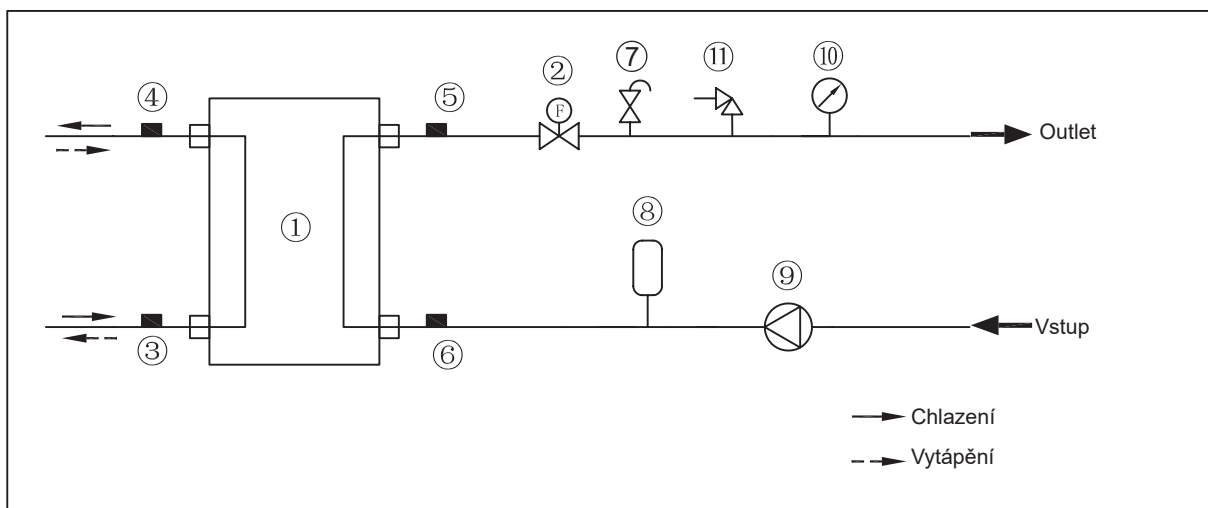 ④
⑤
②
F
⑦
⑪
⑩
Outlet
①
⑧
⑨
Vstup
③
⑥
Chlazení
Vytápění